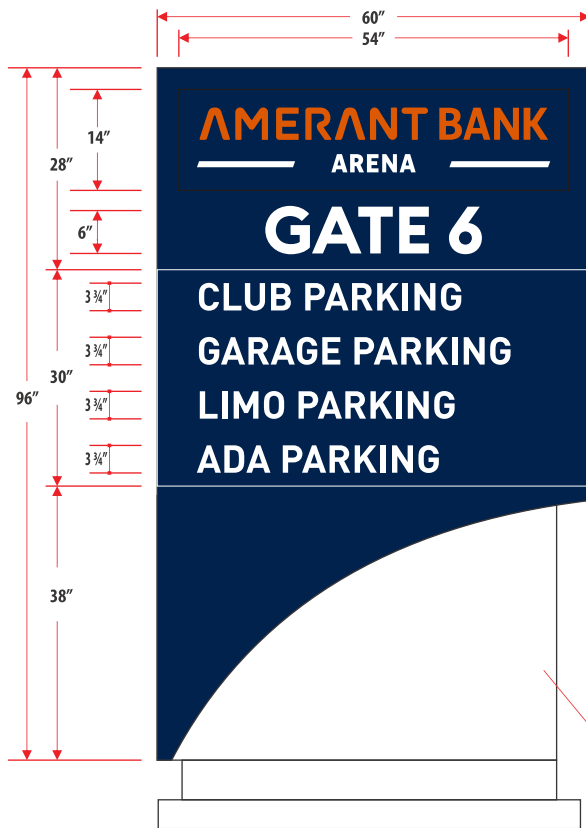 60”
54”
14”
28”
6”
3 ¾”
3 ¾”
30”
3 ¾”
96”
3 ¾”
38”
AMERANT BANK
ARENA
GATE 6
CLUB PARKING
GARAGE PARKING
LIMO PARKING
ADA PARKING